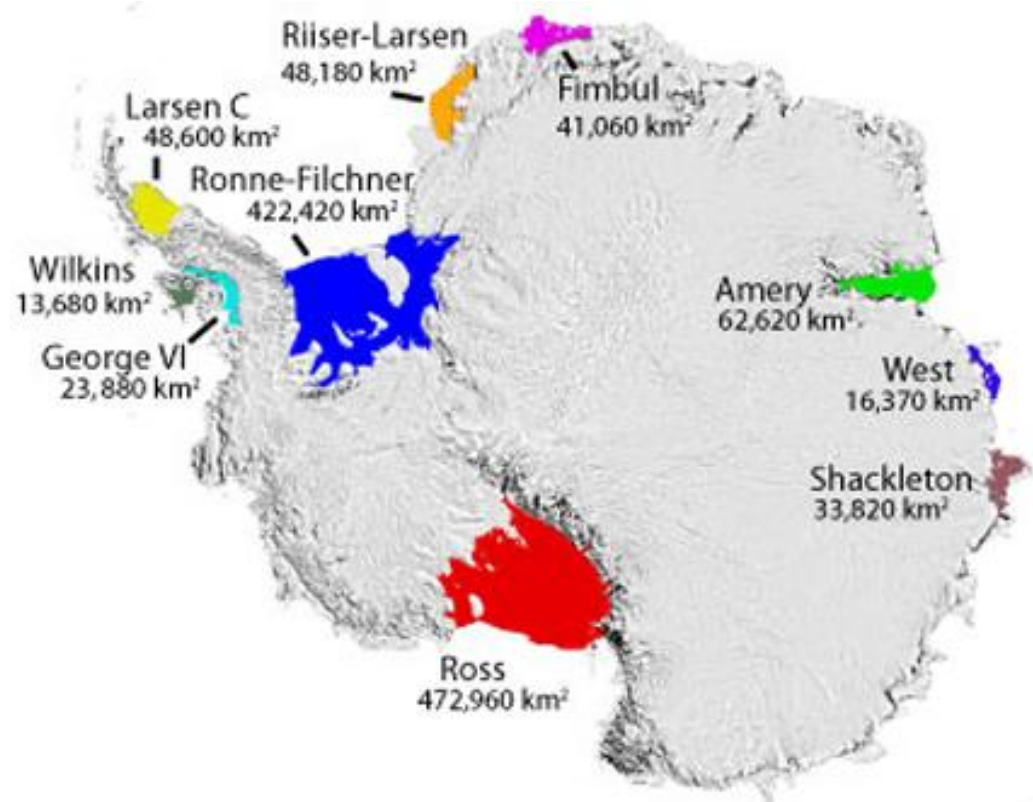 Riiser-Larsen
48,180 km²
Fimbul
41,060 km²
Larsen C
48,600 km²
Ronne-Filchner
422,420 km²
Wilkins
13,680 km²
George VI
23,880 km²
Amery
62,620 km²
West
16,370 km²
Shackleton
33,820 km²
Ross
472,960 km²